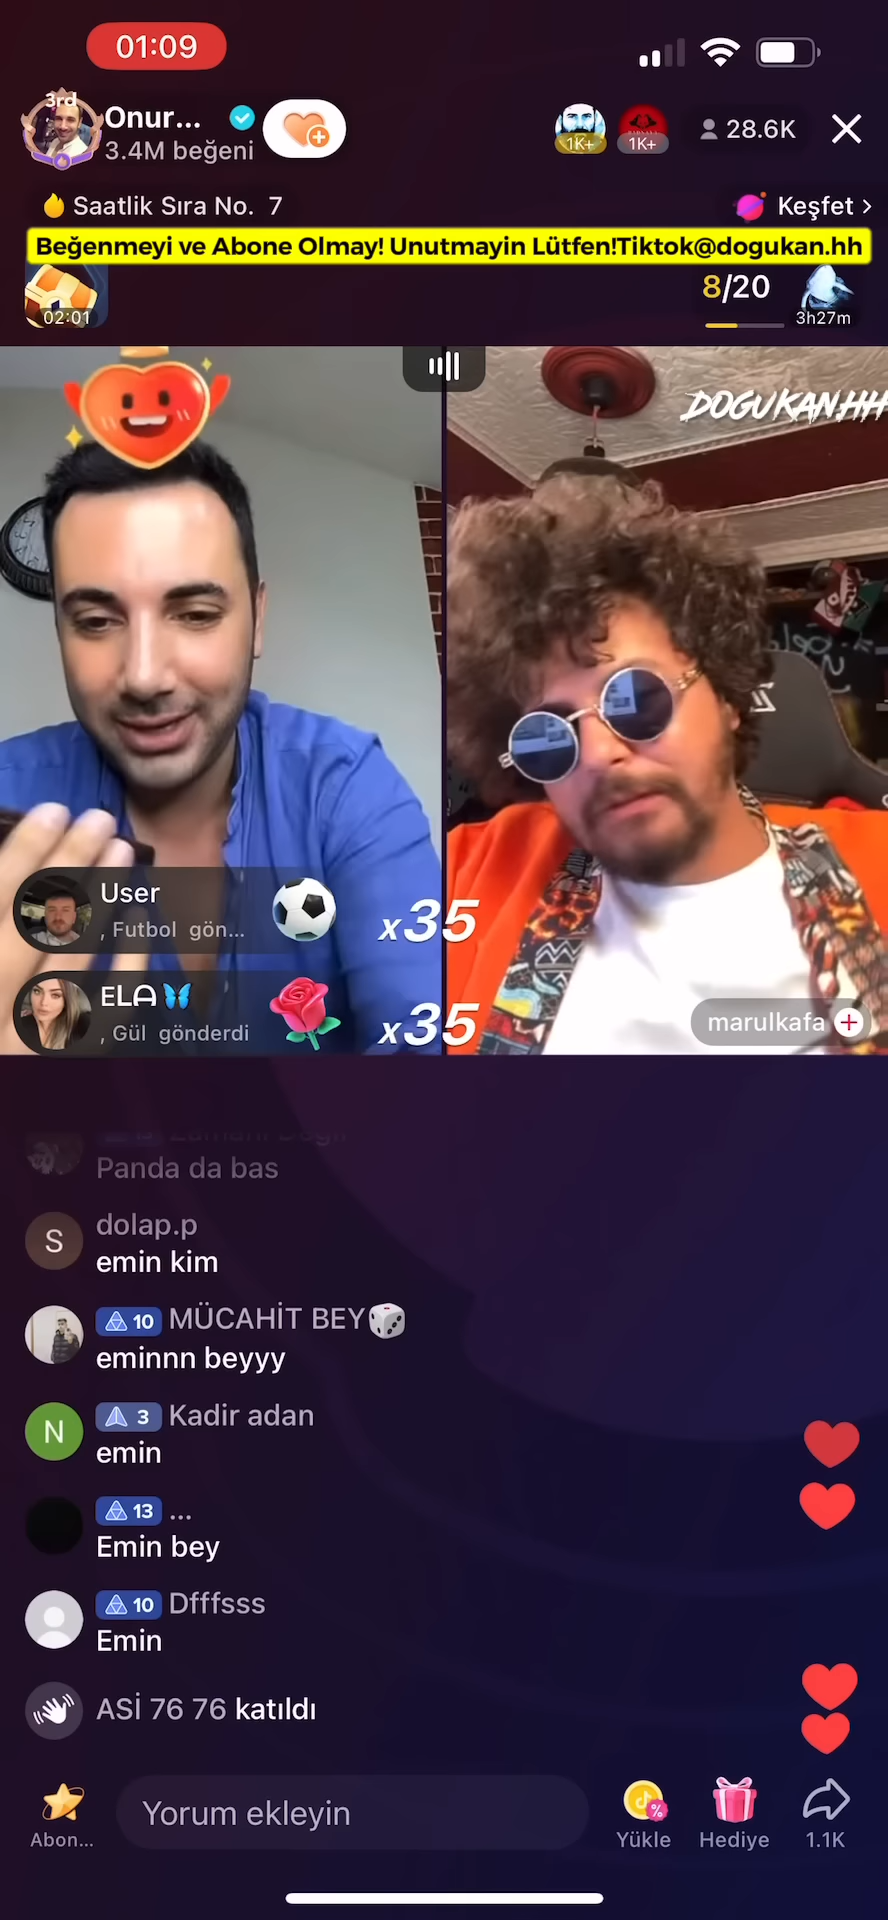 01:09
3rd
Onur...
3.4M beğeni
1K+
1K+
28.6K
Saatlik Sıra No. 7
Keşfet >
Beğenmeyi ve Abone Olmay! Unutmayin Lütfen!Tiktok@dogukan.hh
02:01
8/20
3h27m
DOGUKAN.HH
User
, Futbol gön...
x35
ELA
, Gül gönderdi
x35
marulkafa
Panda da bas
S
dolap.p
emin kim
10 MÜCAHİT BEY
eminnn beyyy
N
3 Kadir adan
emin
13 ...
Emin bey
10 Dfffsss
Emin
ASİ 76 76 katıldı
Abon...
Yorum ekleyin
Yükle
Hediye
1.1K